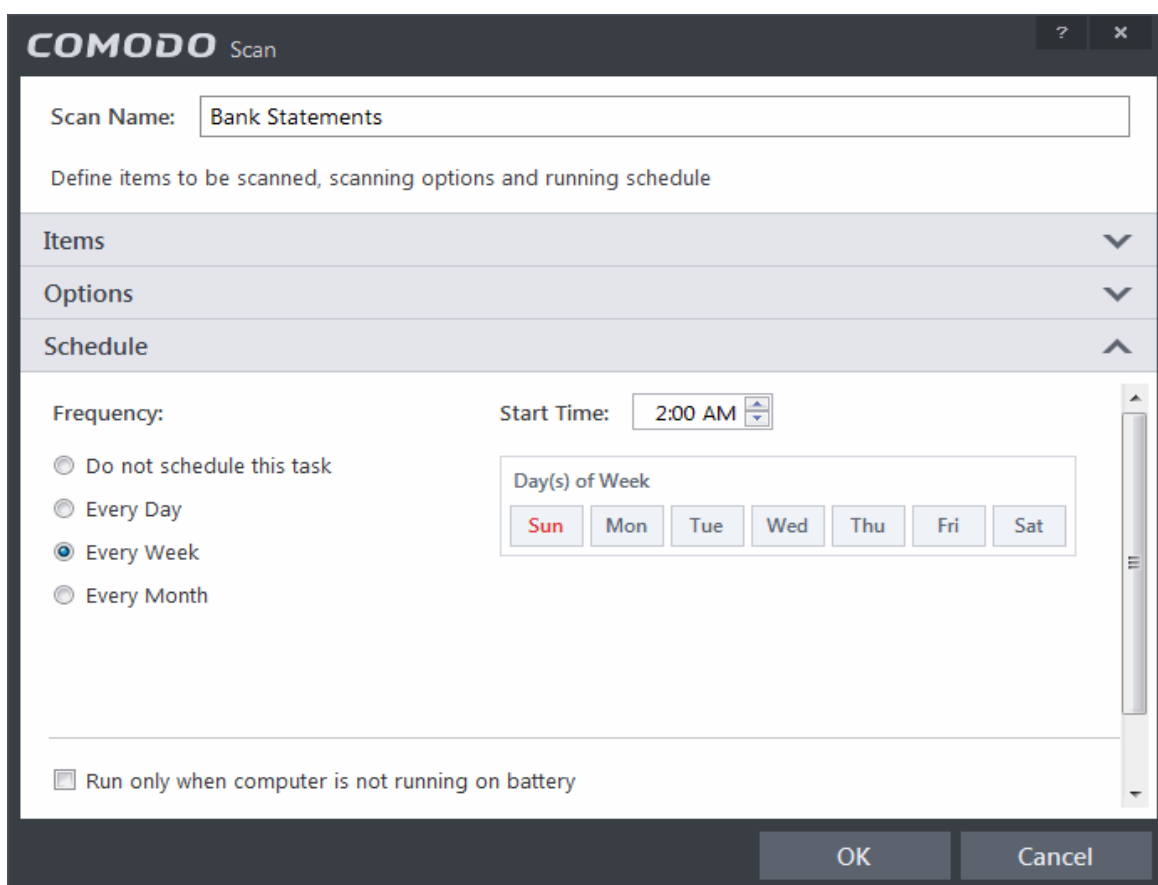 COMODO Scan ? ×
Scan Name: Bank Statements
Define items to be scanned, scanning options and running schedule
Items
Options
Schedule
Frequency: Start Time: 2:00 AM
Do not schedule this task
Day(s) of Week
Every Day
Sun Mon Tue Wed Thu Fri Sat
Every Week
Every Month
Run only when computer is not running on battery
OK Cancel